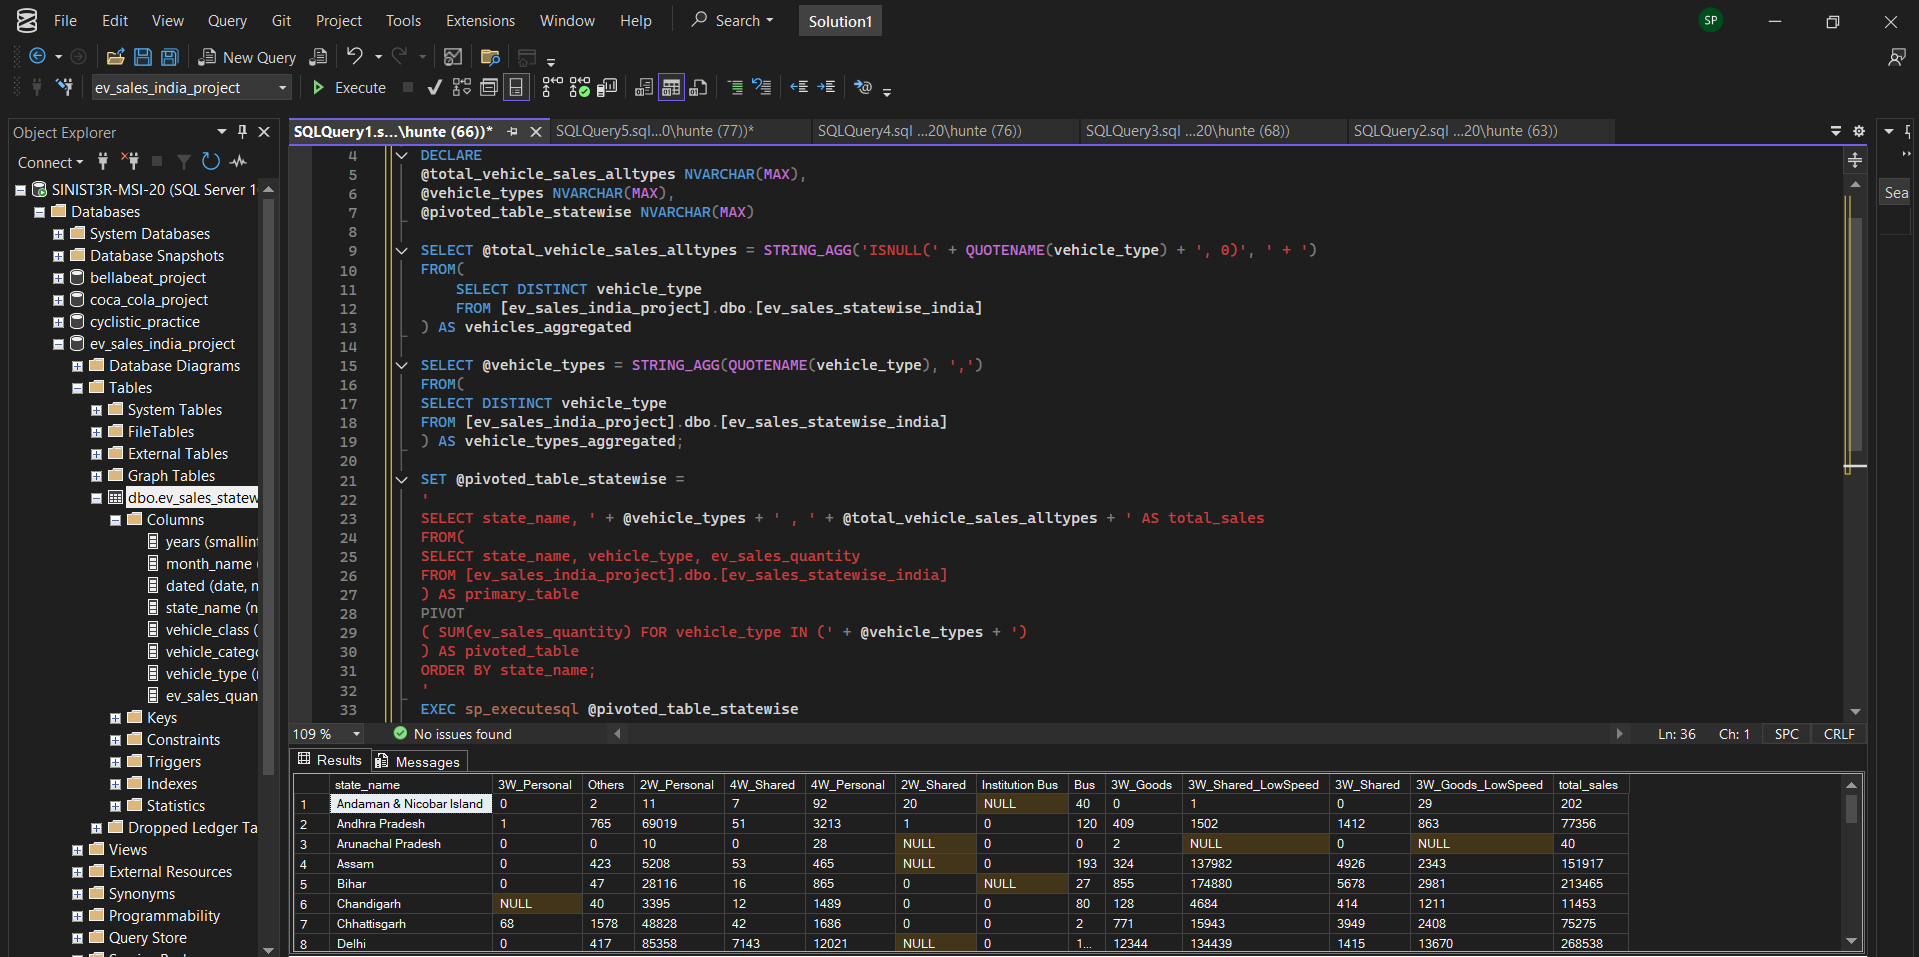 File Edit View Query Git Project Tools Extensions Window Help Search Solution1 SP
New Query
ev_sales_india_project Execute
Object Explorer
Connect
SINIST3R-MSI-20 (SQL Server 1
Databases
System Databases
Database Snapshots
bellabeat_project
coca_cola_project
cyclistic_practice
ev_sales_india_project
Database Diagrams
Tables
System Tables
FileTables
External Tables
Graph Tables
dbo.ev_sales_statew
Columns
years (smallint
month_name (
dated (date, n
state_name (n
vehicle_class (
vehicle_catego
vehicle_type (n
ev_sales_quan
Keys
Constraints
Triggers
Indexes
Statistics
Dropped Ledger Ta
Views
External Resources
Synonyms
Programmability
Query Store
SQLQuery1.s...\hunte (66))* SQLQuery5.sql...0\hunte (77))* SQLQuery4.sql ...20\hunte (76)) SQLQuery3.sql ...20\hunte (68)) SQLQuery2.sql ...20\hunte (63))
Sea
4 DECLARE
5 @total_vehicle_sales_alltypes NVARCHAR(MAX),
6 @vehicle_types NVARCHAR(MAX),
7 @pivoted_table_statewise NVARCHAR(MAX)
8
9 SELECT @total_vehicle_sales_alltypes = STRING_AGG('ISNULL(' + QUOTENAME(vehicle_type) + ', 0)', ' + ')
10 FROM(
11 SELECT DISTINCT vehicle_type
12 FROM [ev_sales_india_project].dbo.[ev_sales_statewise_india]
13 ) AS vehicles_aggregated
14
15 SELECT @vehicle_types = STRING_AGG(QUOTENAME(vehicle_type), ',')
16 FROM(
17 SELECT DISTINCT vehicle_type
18 FROM [ev_sales_india_project].dbo.[ev_sales_statewise_india]
19 ) AS vehicle_types_aggregated;
20
21 SET @pivoted_table_statewise =
22 '
23 SELECT state_name, ' + @vehicle_types + ' , ' + @total_vehicle_sales_alltypes + ' AS total_sales
24 FROM(
25 SELECT state_name, vehicle_type, ev_sales_quantity
26 FROM [ev_sales_india_project].dbo.[ev_sales_statewise_india]
27 ) AS primary_table
28 PIVOT
29 ( SUM(ev_sales_quantity) FOR vehicle_type IN (' + @vehicle_types + ')
30 ) AS pivoted_table
31 ORDER BY state_name;
32 '
33 EXEC sp_executesql @pivoted_table_statewise
109 % No issues found Ln: 36 Ch: 1 SPC CRLF
Results Messages
state_name 3W_Personal Others 2W_Personal 4W_Shared 4W_Personal 2W_Shared Institution Bus Bus 3W_Goods 3W_Shared_LowSpeed 3W_Shared 3W_Goods_LowSpeed total_sales
1 Andaman & Nicobar Island 0 2 11 7 92 20 NULL 40 0 1 0 29 202
2 Andhra Pradesh 1 765 69019 51 3213 1 0 120 409 1502 1412 863 77356
3 Arunachal Pradesh 0 0 10 0 28 NULL 0 0 2 NULL 0 NULL 40
4 Assam 0 423 5208 53 465 NULL 0 193 324 137982 4926 2343 151917
5 Bihar 0 47 28116 16 865 0 NULL 27 855 174880 5678 2981 213465
6 Chandigarh NULL 40 3395 12 1489 0 0 80 128 4684 414 1211 11453
7 Chhattisgarh 68 1578 48828 42 1686 0 0 2 771 15943 3949 2408 75275
8 Delhi 0 417 85358 7143 12021 NULL 0 1... 12344 134439 1415 13670 268538